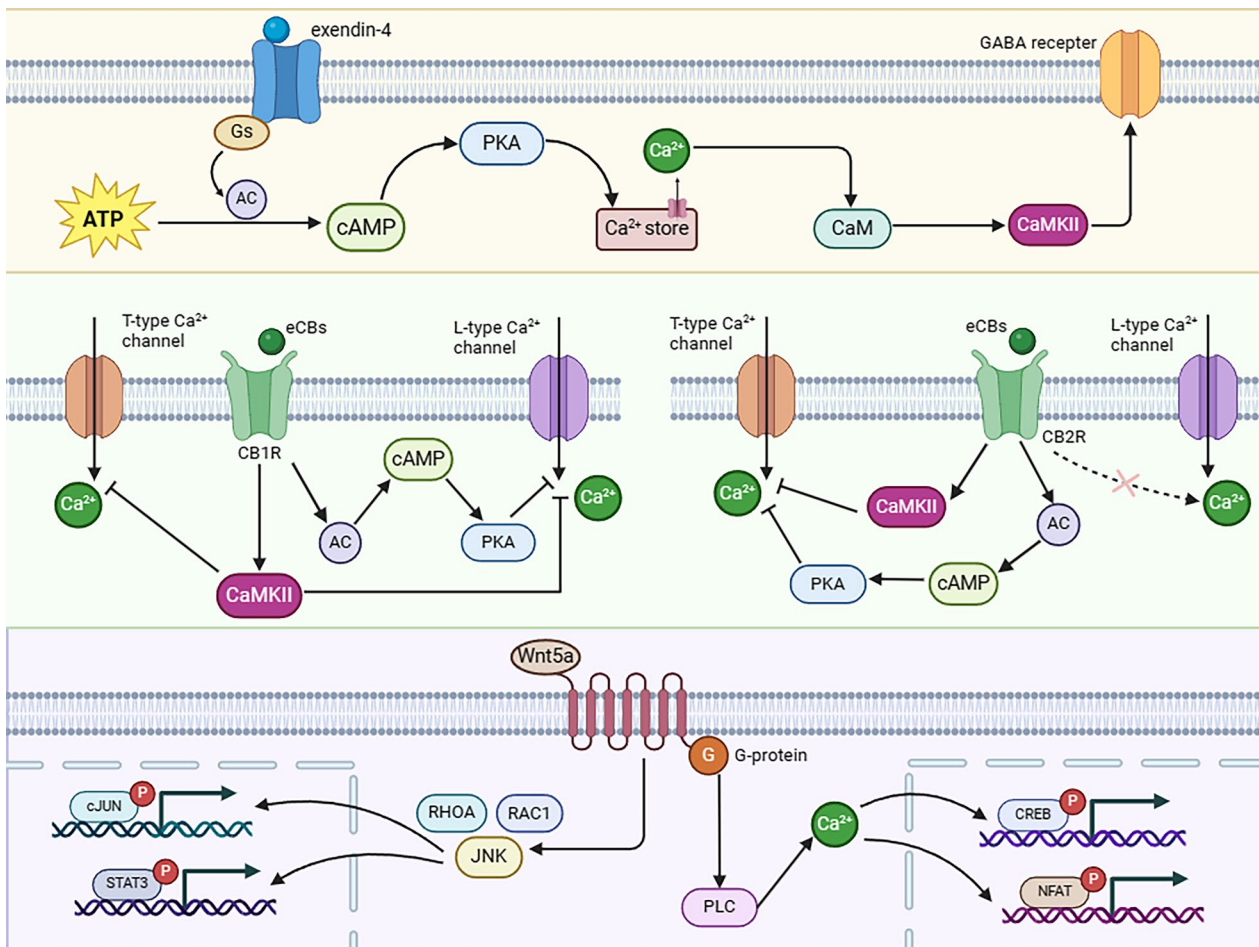 exendin-4
GABA recepter
Gs
PKA
Ca²⁺
AC
ATP
cAMP
Ca²⁺ store
CaM
CaMKII
T-type Ca²⁺
channel
eCBs
L-type Ca²⁺
channel
CB1R
cAMP
Ca²⁺
Ca²⁺
AC
PKA
CaMKII
T-type Ca²⁺
channel
eCBs
L-type Ca²⁺
channel
CB2R
Ca²⁺
CaMKII
Ca²⁺
AC
PKA
cAMP
Wnt5a
G
G-protein
cJUN
P
RHOA
RAC1
JNK
STAT3
P
Ca²⁺
PLC
CREB
P
NFAT
P